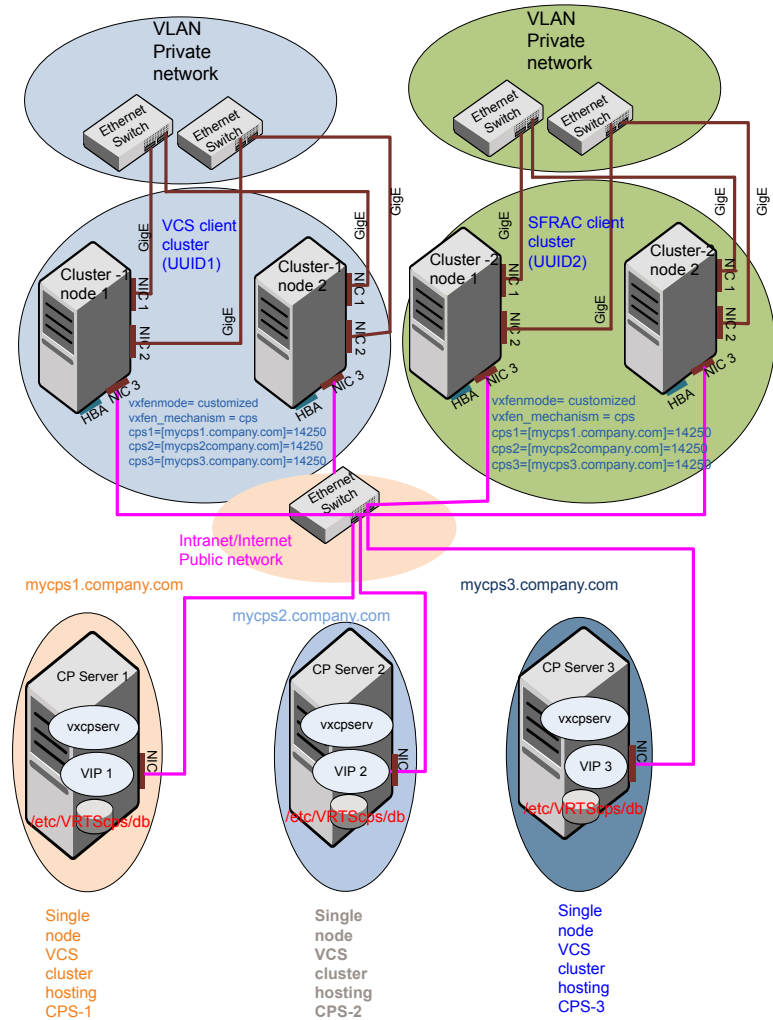 VLAN
Private
network
VLAN
Private
network
Ethernet
Switch
Ethernet
Switch
Ethernet
Switch
Ethernet
Switch
GigE
GigE
GigE
GigE
GigE
GigE
GigE
GigE
VCS client
cluster
(UUID1)
SFRAC client
cluster
(UUID2)
Cluster -1
node 1
NIC 1
NIC 2
NIC 3
HBA
Cluster-1
node 2
NIC 1
NIC 2
NIC 3
HBA
Cluster -2
node 1
NIC 1
NIC 2
NIC 3
HBA
Cluster-2
node 2
NIC 1
NIC 2
NIC 3
HBA
vxfenmode= customized
vxfen_mechanism = cps
cps1=[mycps1.company.com]=14250
cps2=[mycps2.company.com]=14250
cps3=[mycps3.company.com]=14250
vxfenmode= customized
vxfen_mechanism = cps
cps1=[mycps1.company.com]=14250
cps2=[mycps2company.com]=14250
cps3=[mycps3.company.com]=14250
Ethernet
Switch
Intranet/Internet
Public network
mycps1.company.com
mycps2.company.com
mycps3.company.com
CP Server 1
vxcpserv
VIP 1
NIC
/etc/VRTScps/db
CP Server 2
vxcpserv
VIP 2
NIC
/etc/VRTScps/db
CP Server 3
vxcpserv
VIP 3
NIC
/etc/VRTScps/db
Single
node
VCS
cluster
hosting
CPS-1
Single
node
VCS
cluster
hosting
CPS-2
Single
node
VCS
cluster
hosting
CPS-3